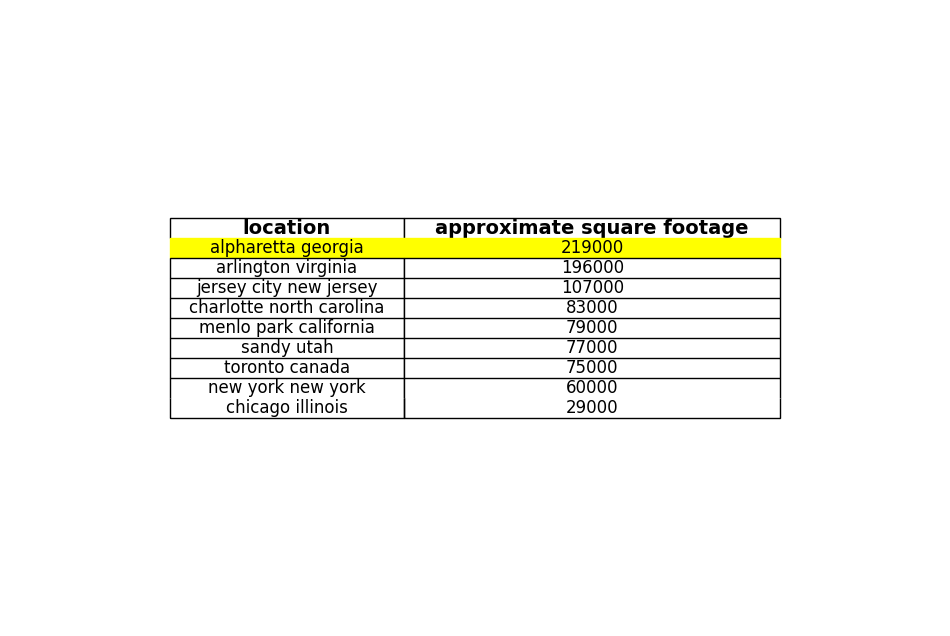 location approximate square footage
alpharetta georgia 219000
arlington virginia 196000
jersey city new jersey 107000
charlotte north carolina 83000
menlo park california 79000
sandy utah 77000
toronto canada 75000
new york new york 60000
chicago illinois 29000